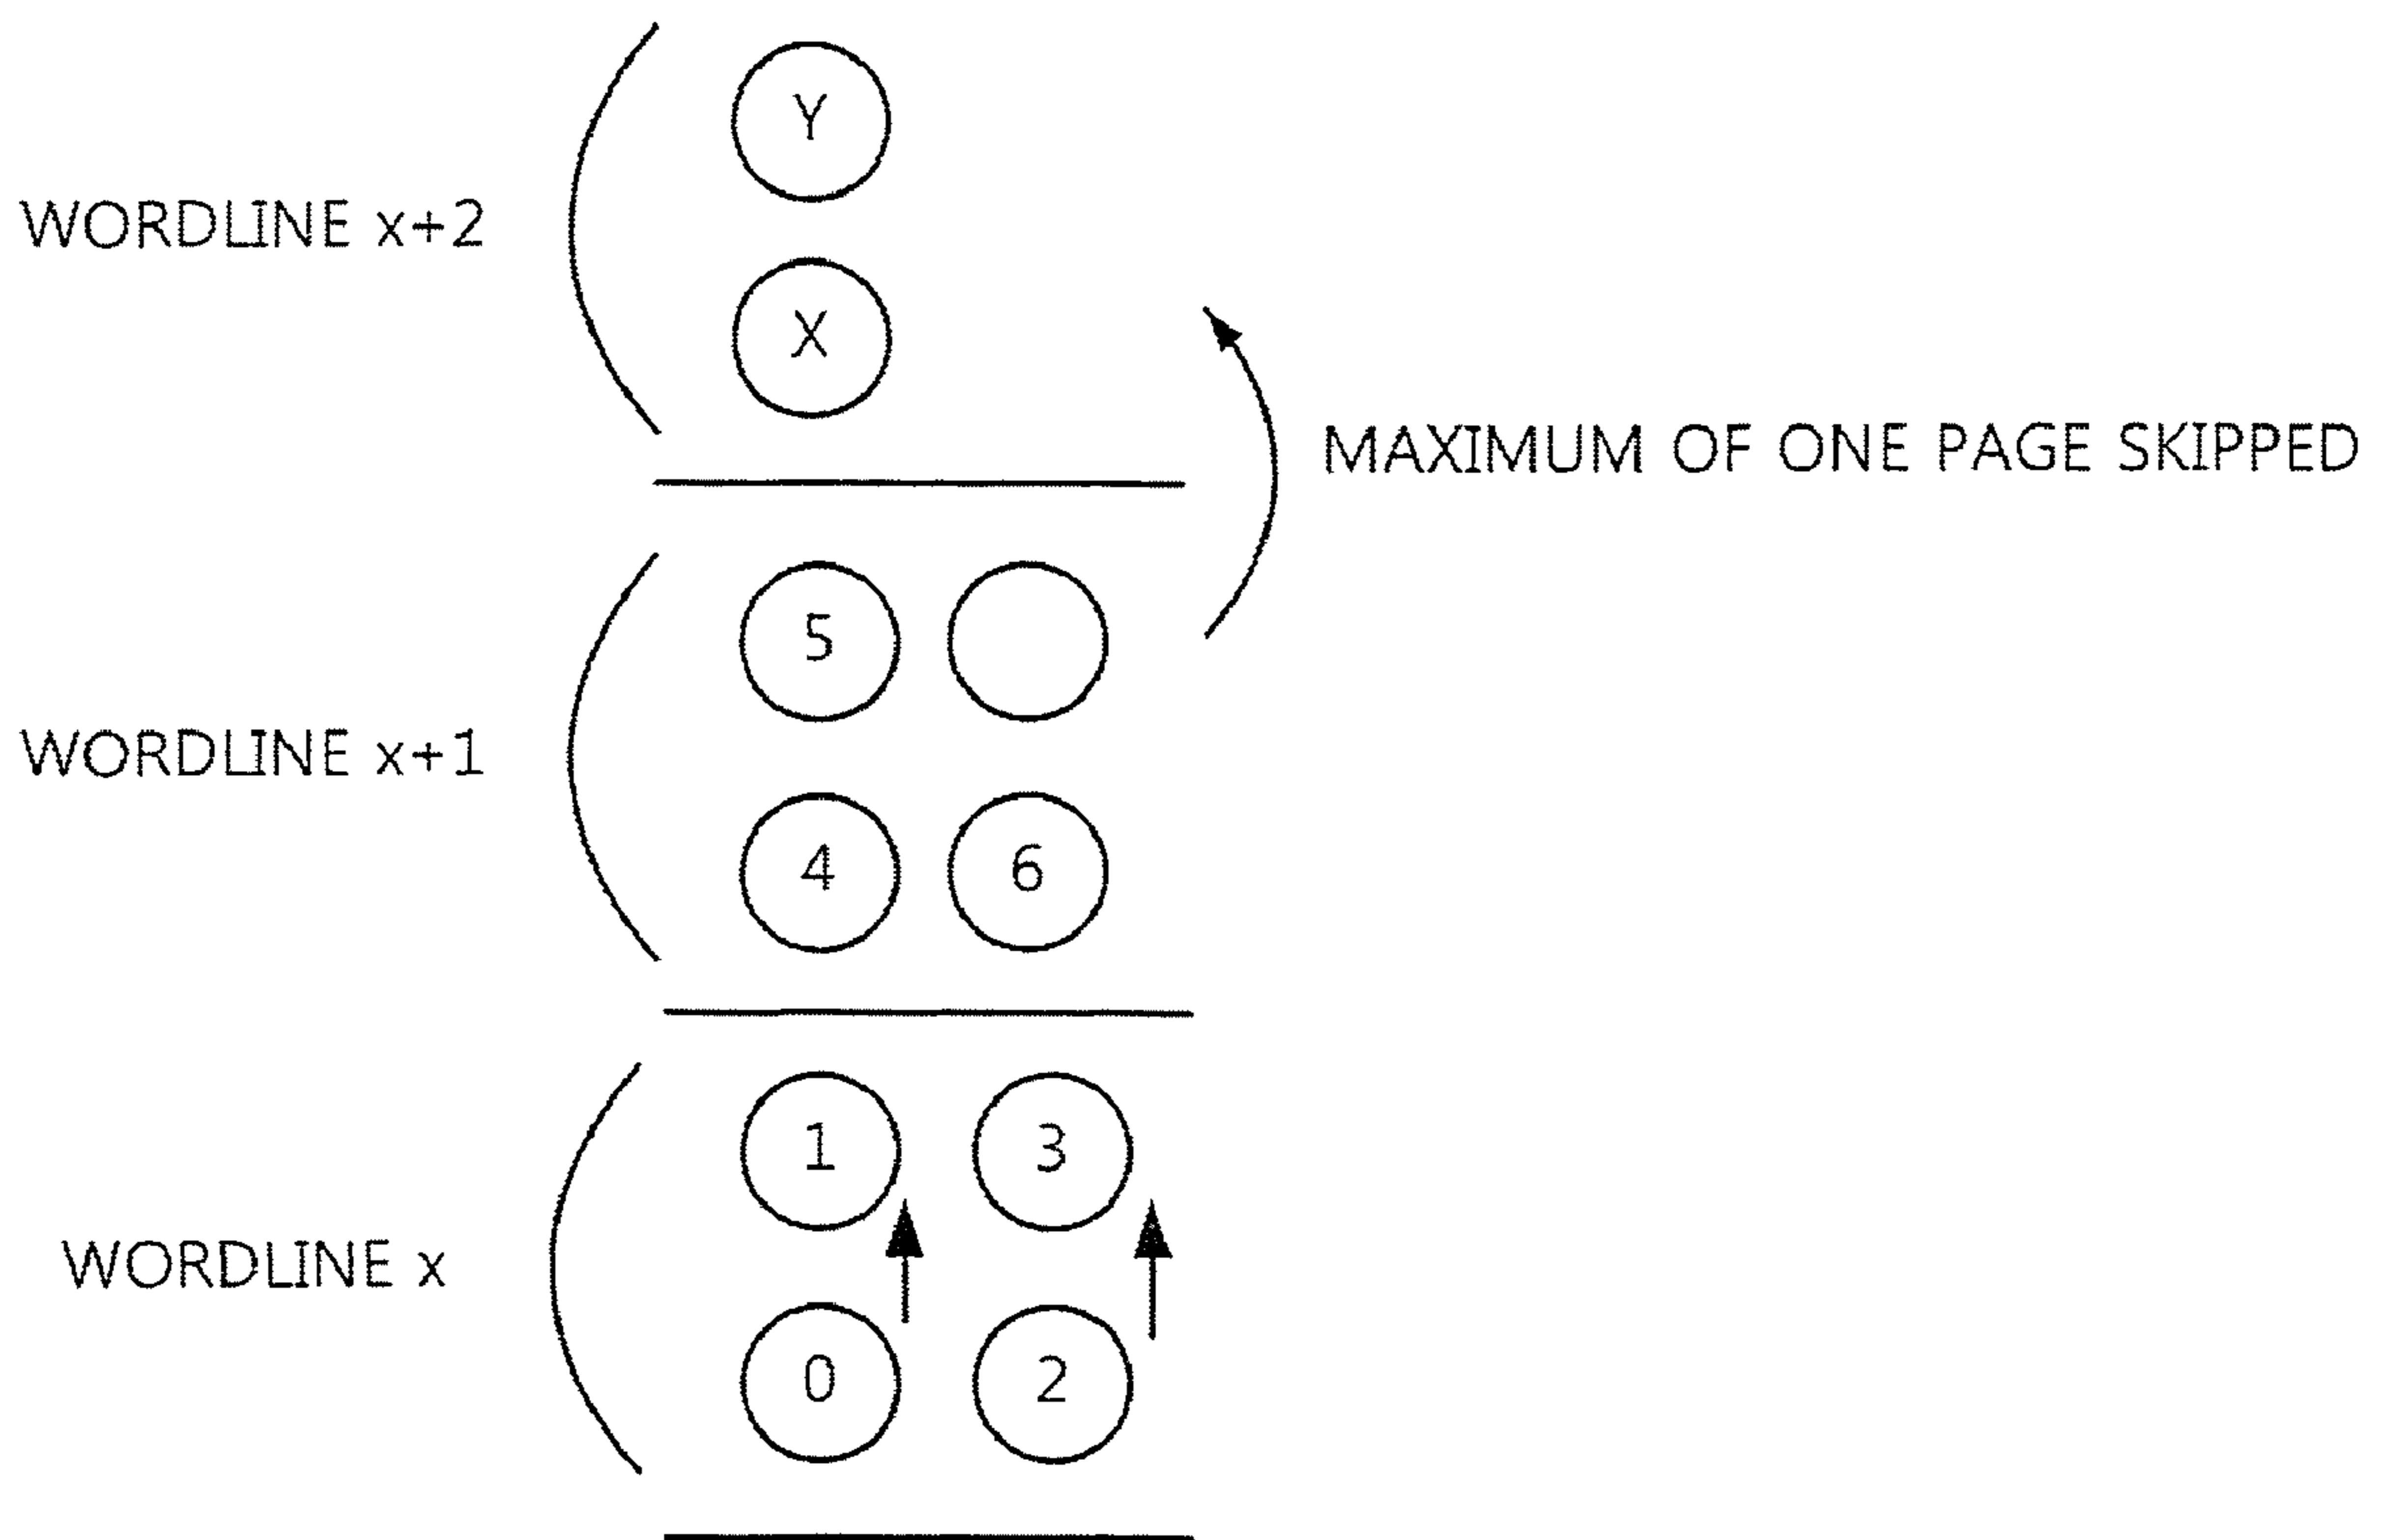 Y
WORDLINE x+2
X
MAXIMUM OF ONE PAGE SKIPPED
5
WORDLINE x+1
4 6
1 3
WORDLINE x
0 2